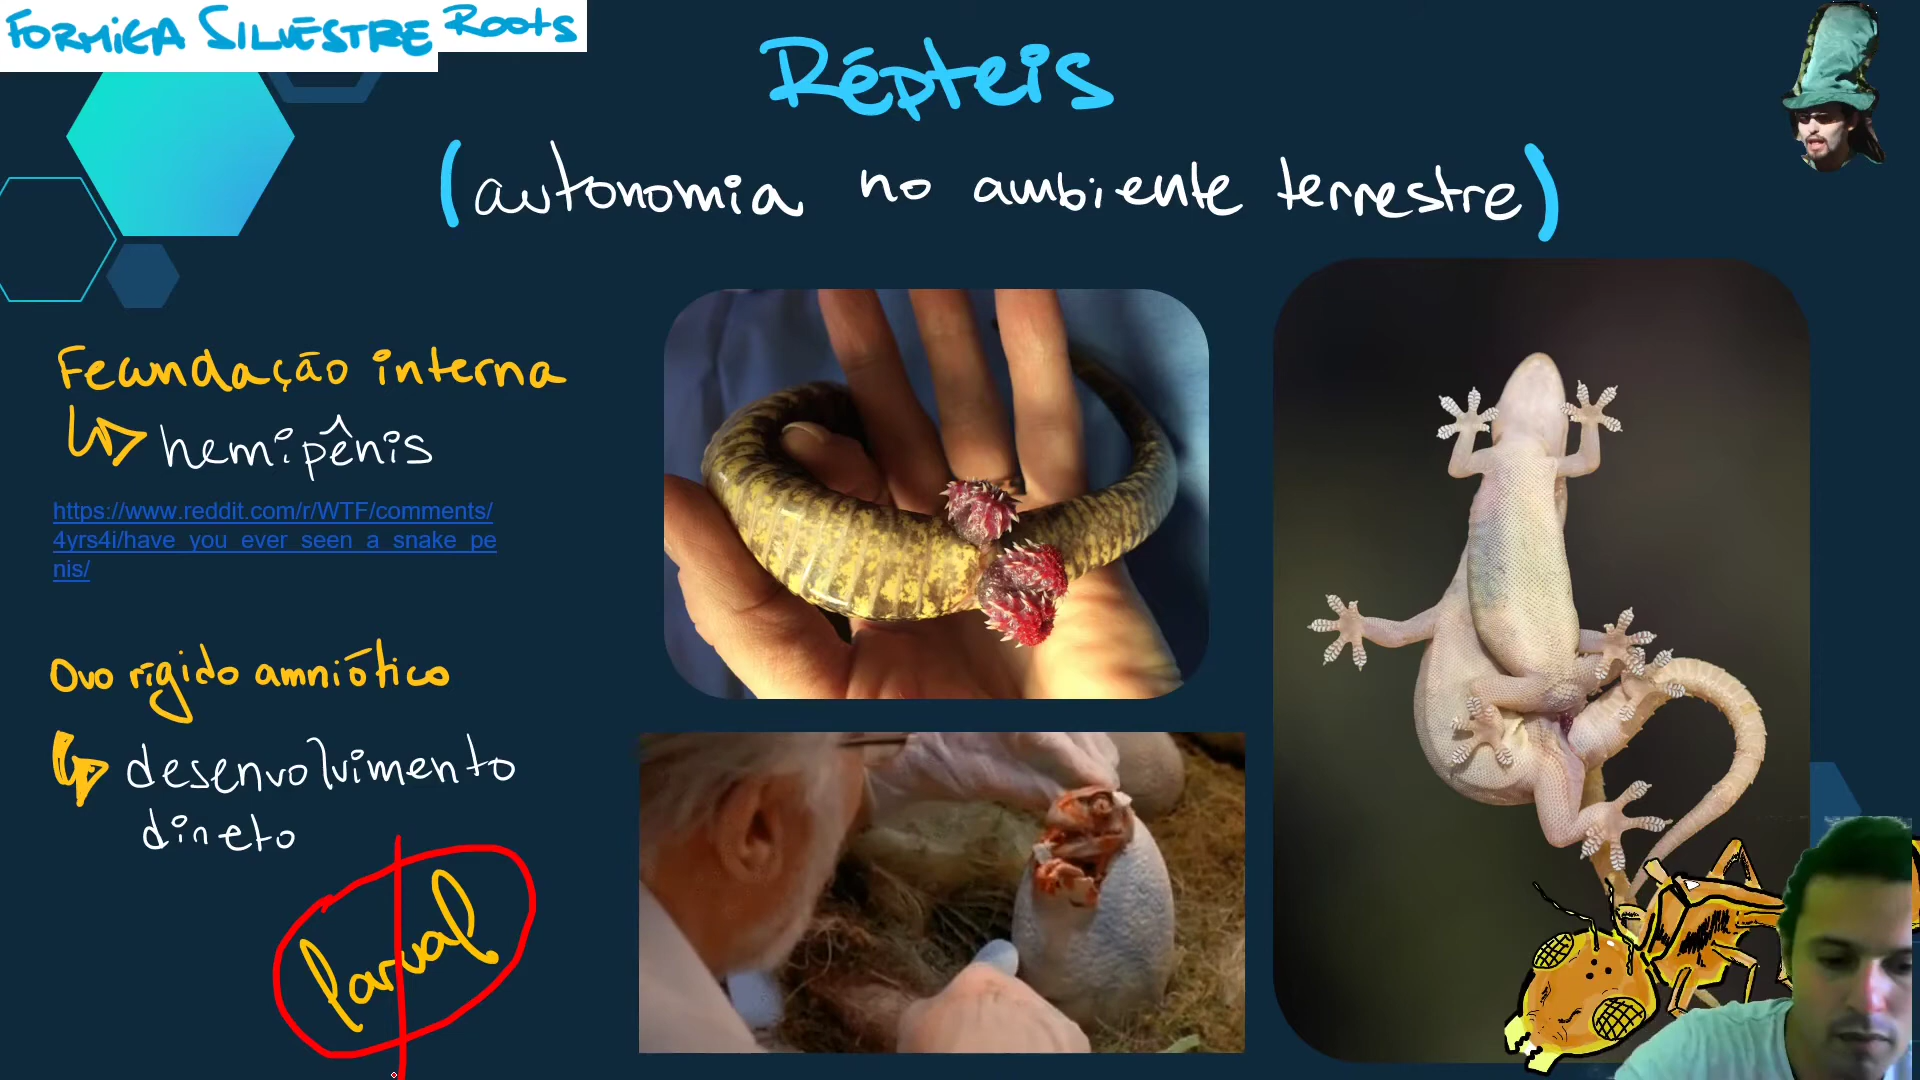 FORMIGA SILVESTRE Roots
Répteis
(autonomia no ambiente terrestre)
Fecundação interna
hemipênis
https://www.reddit.com/r/WTF/comments/
4yrs4i/have_you_ever_seen_a_snake_pe
nis/
Ovo rígido amniótico
desenvolvimento
direto
larval